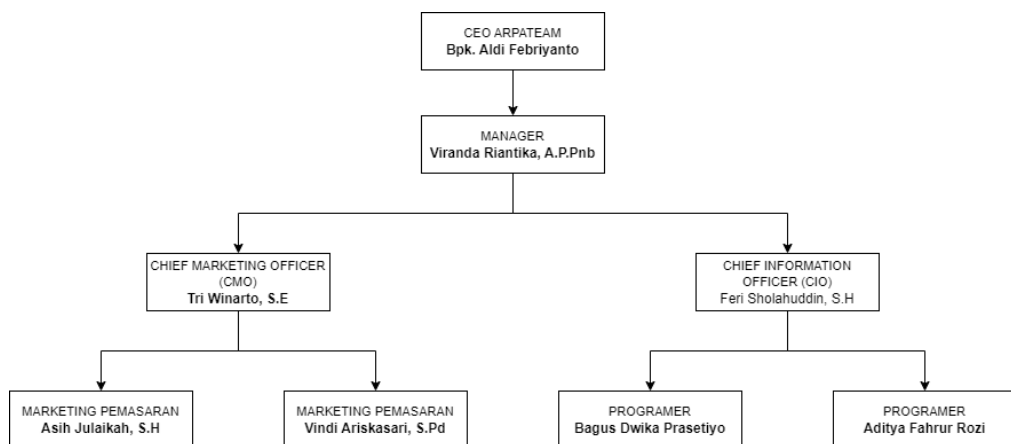 CEO ARPATEAM
Bpk. Aldi Febriyanto
MANAGER
Viranda Riantika, A.P.Pnb
CHIEF MARKETING OFFICER
(CMO)
Tri Winarto, S.E
CHIEF INFORMATION
OFFICER (CIO)
Feri Sholahuddin, S.H
MARKETING PEMASARAN
Asih Julaikah, S.H
MARKETING PEMASARAN
Vindi Ariskasari, S.Pd
PROGRAMER
Bagus Dwika Prasetiyo
PROGRAMER
Aditya Fahrur Rozi